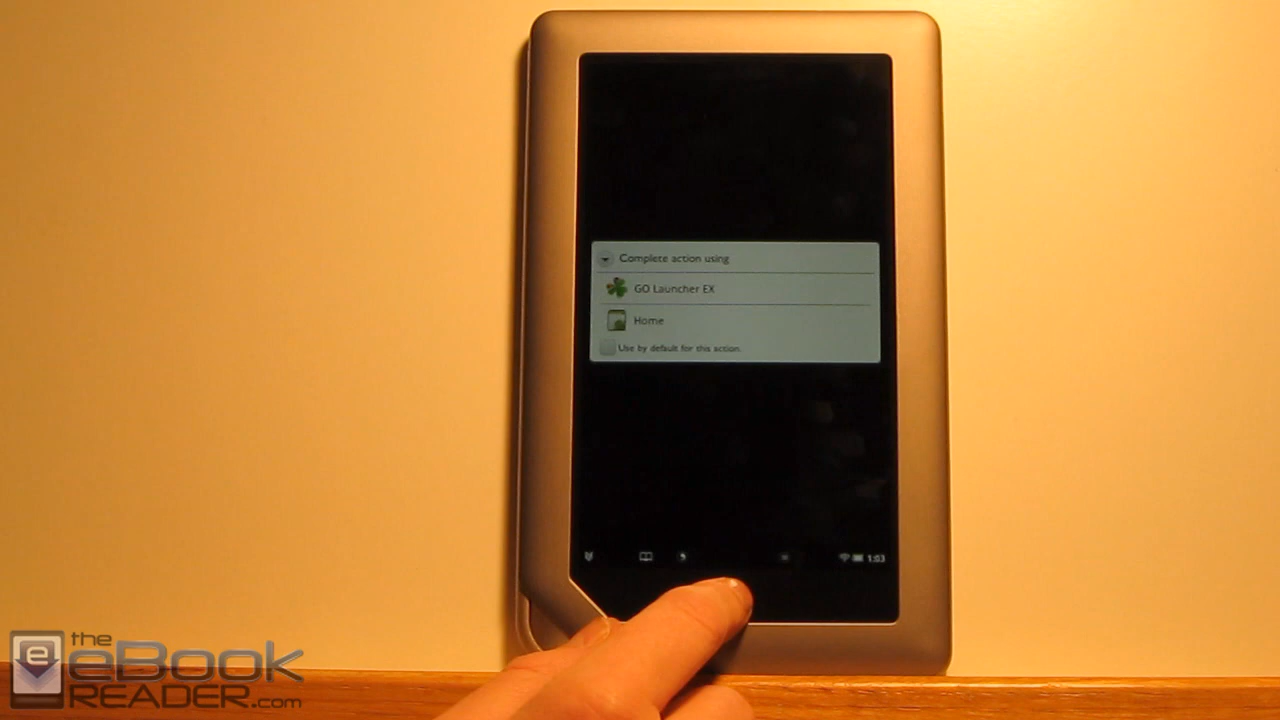 Complete action using
GO Launcher EX
Home
Use by default for this action.
1:03
the
eBook
READER.com